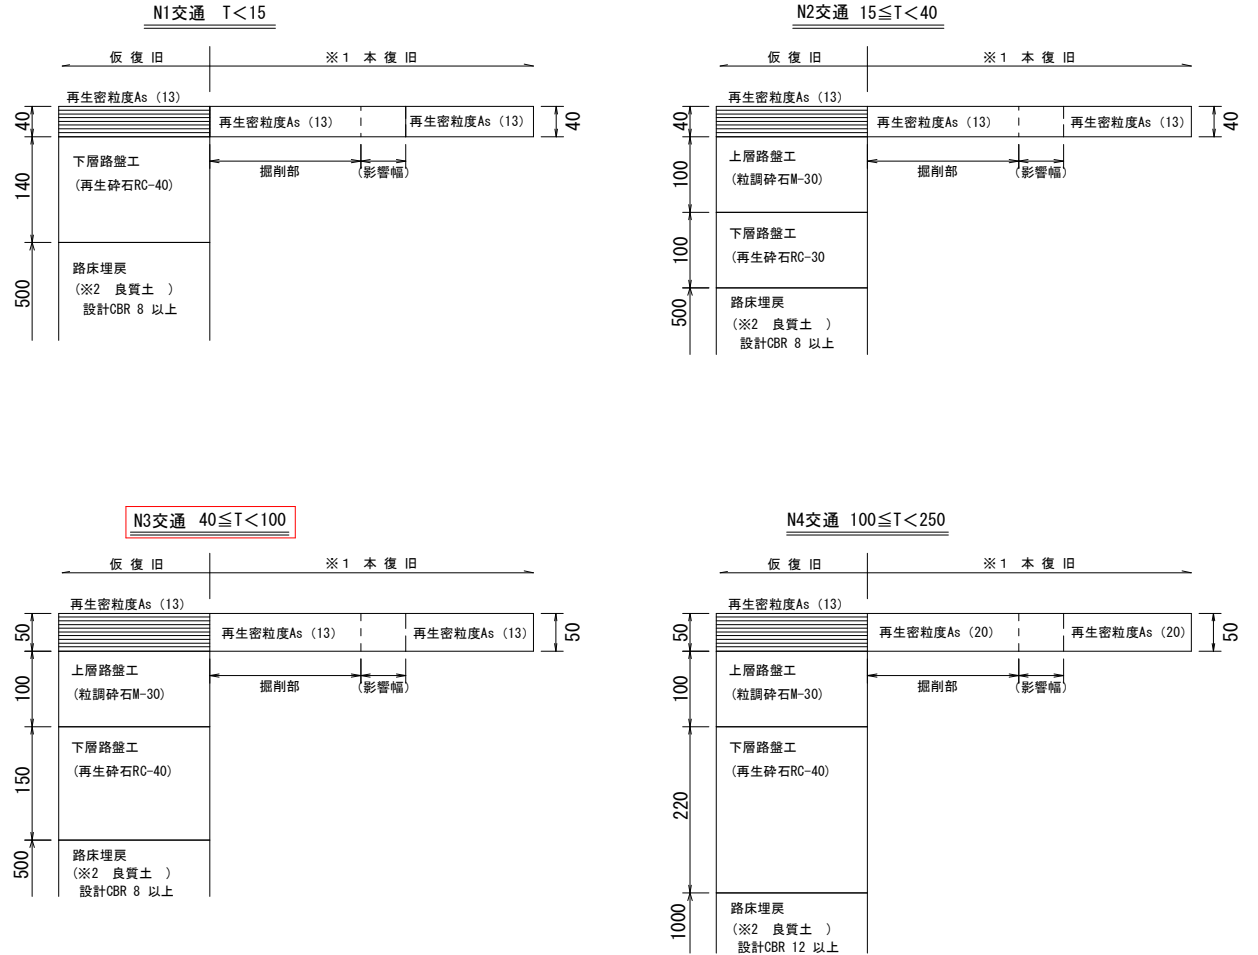 N1交通 T＜15
仮 復 旧
※1 本 復 旧
再生密粒度As (13)
40
再生密粒度As (13)
再生密粒度As (13)
40
掘削部
(影響幅)
140
下層路盤工
(再生砕石RC-40)
500
路床埋戻
(※2 良質土 )
設計CBR 8 以上
N2交通 15≦T＜40
仮 復 旧
※1 本 復 旧
再生密粒度As (13)
40
再生密粒度As (13)
再生密粒度As (13)
40
掘削部
(影響幅)
100
上層路盤工
(粒調砕石M-30)
100
下層路盤工
(再生砕石RC-30
500
路床埋戻
(※2 良質土 )
設計CBR 8 以上
N3交通 40≦T＜100
仮 復 旧
※1 本 復 旧
再生密粒度As (13)
50
再生密粒度As (13)
再生密粒度As (13)
50
掘削部
(影響幅)
100
上層路盤工
(粒調砕石M-30)
150
下層路盤工
(再生砕石RC-40)
500
路床埋戻
(※2 良質土 )
設計CBR 8 以上
N4交通 100≦T＜250
仮 復 旧
※1 本 復 旧
再生密粒度As (13)
50
再生密粒度As (20)
再生密粒度As (20)
50
掘削部
(影響幅)
100
上層路盤工
(粒調砕石M-30)
220
下層路盤工
(再生砕石RC-40)
1000
路床埋戻
(※2 良質土 )
設計CBR 12 以上